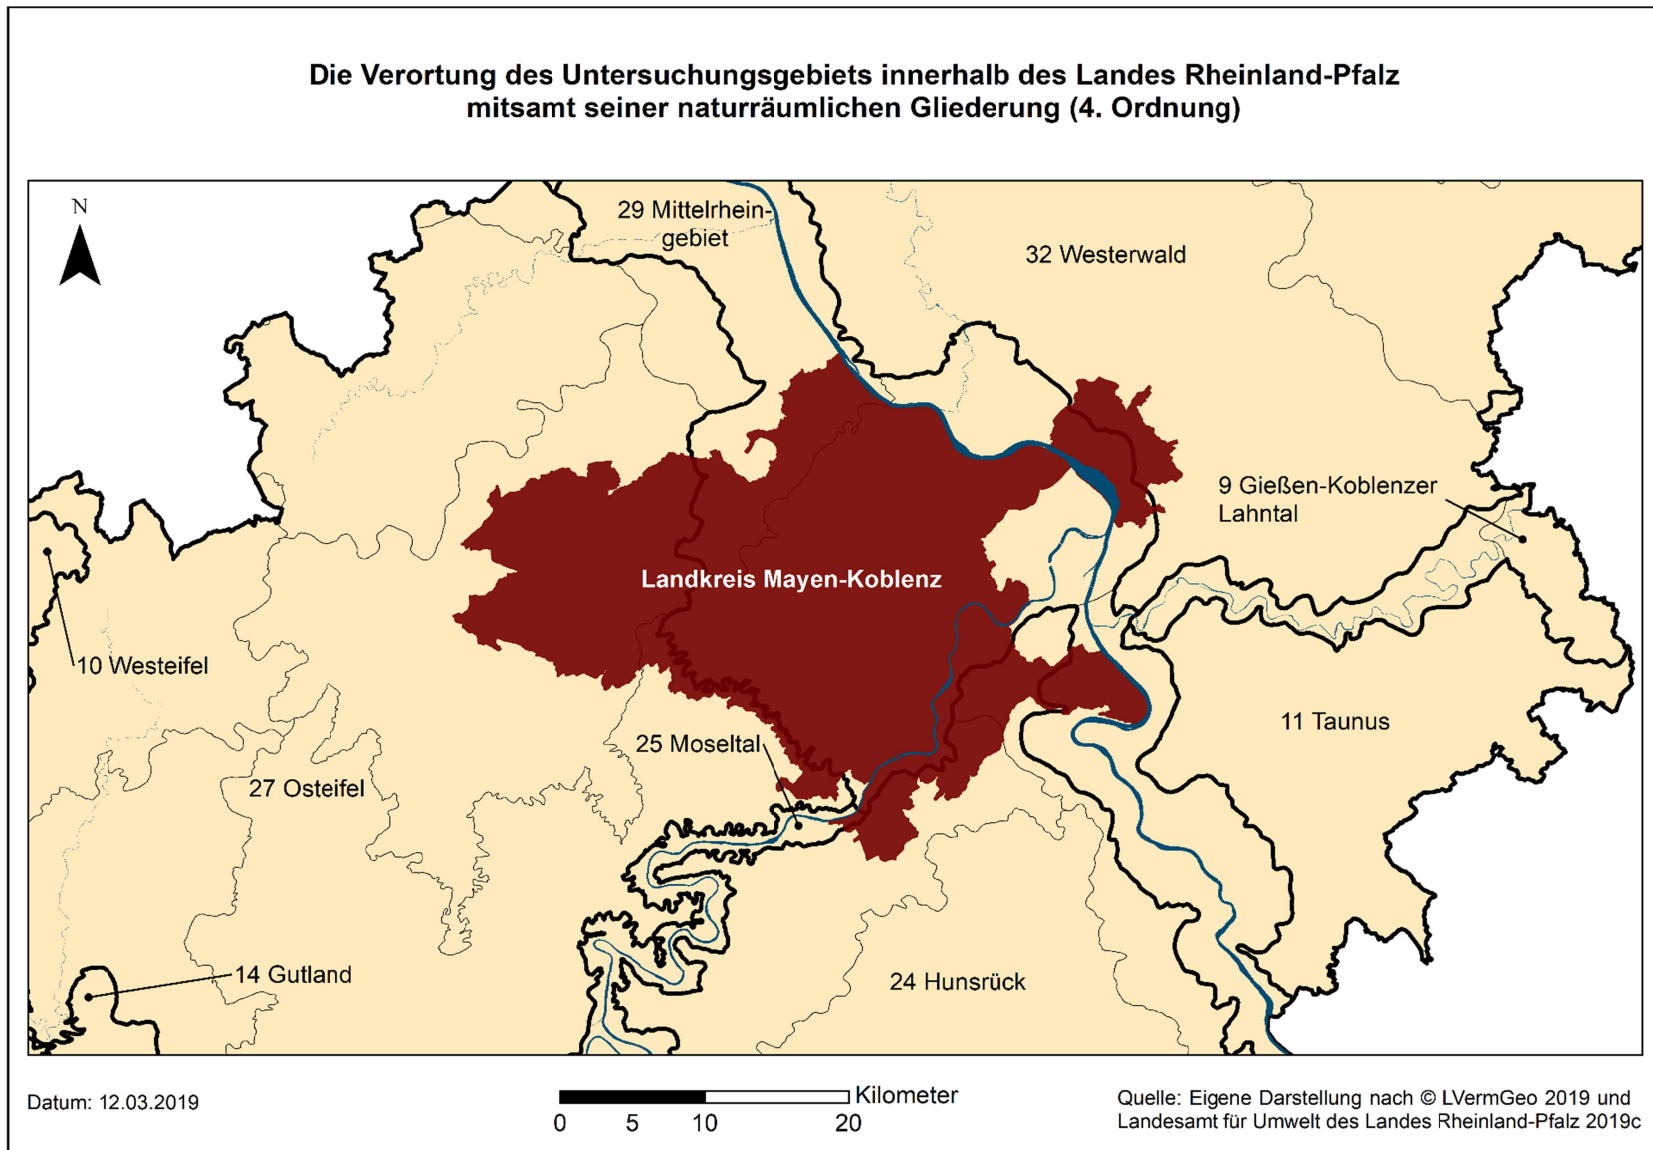 Die Verortung des Untersuchungsgebiets innerhalb des Landes Rheinland-Pfalz
mitsamt seiner naturräumlichen Gliederung (4. Ordnung)
N
29 Mittelrhein-
gebiet
32 Westerwald
9 Gießen-Koblenzer
Lahntal
Landkreis Mayen-Koblenz
10 Westeifel
11 Taunus
25 Moseltal
27 Osteifel
14 Gutland
24 Hunsrück
Datum: 12.03.2019
Kilometer
0 5 10 20
Quelle: Eigene Darstellung nach © LVermGeo 2019 und
Landesamt für Umwelt des Landes Rheinland-Pfalz 2019c